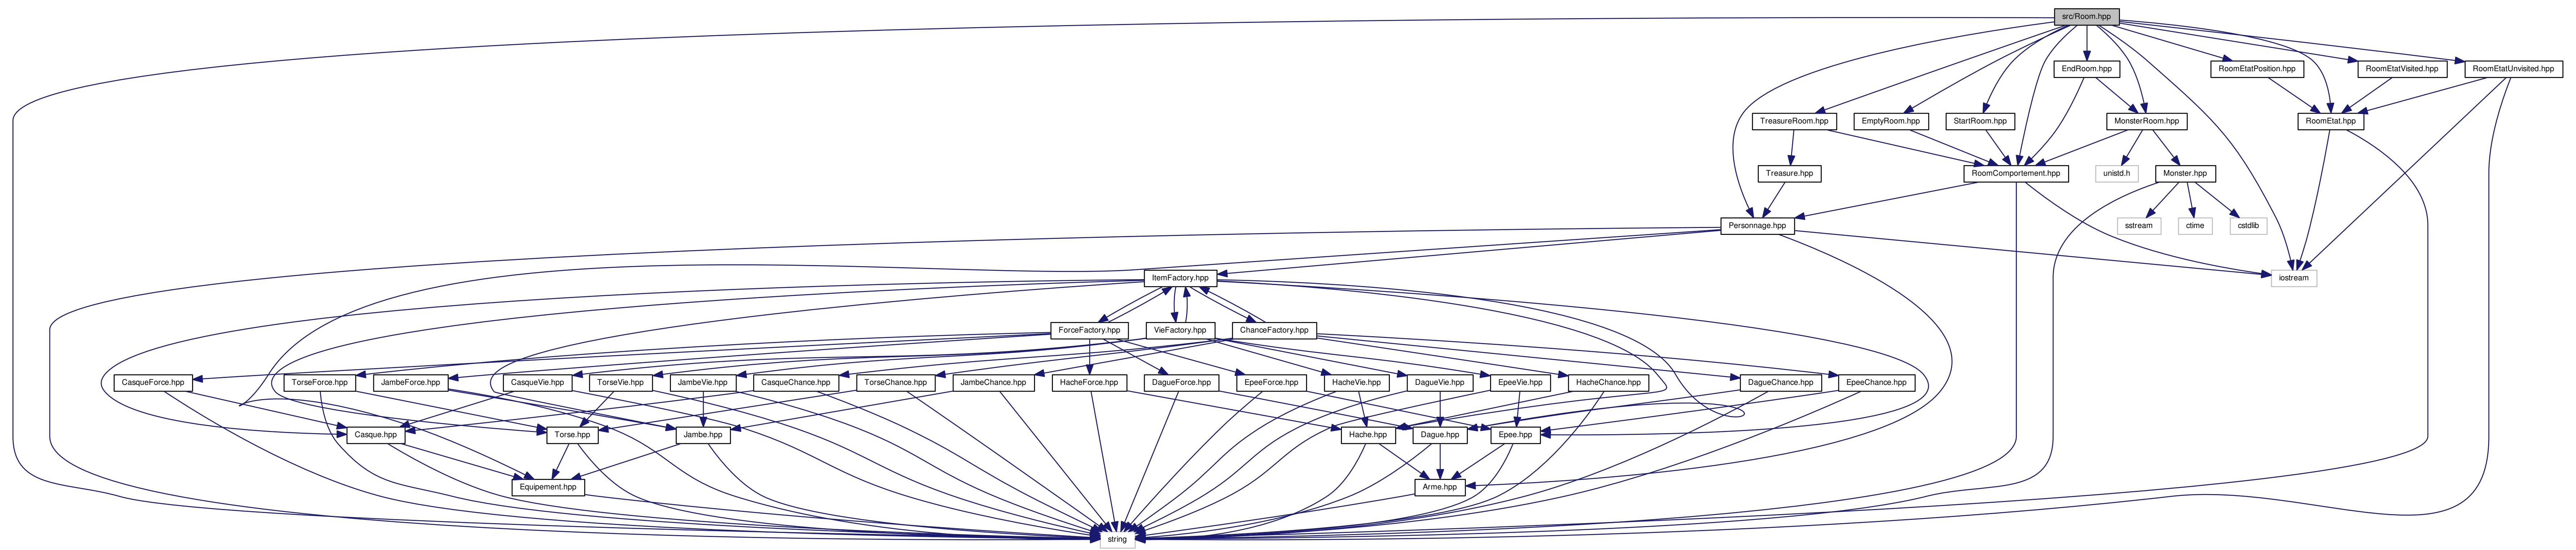 src/Room.hpp
EndRoom.hpp
RoomEtatPosition.hpp
RoomEtatVisited.hpp
RoomEtatUnvisited.hpp
TreasureRoom.hpp
EmptyRoom.hpp
StartRoom.hpp
MonsterRoom.hpp
RoomEtat.hpp
Treasure.hpp
RoomComportement.hpp
unistd.h
Monster.hpp
Personnage.hpp
sstream
ctime
cstdlib
ItemFactory.hpp
iostream
ForceFactory.hpp
VieFactory.hpp
ChanceFactory.hpp
CasqueForce.hpp
TorseForce.hpp
JambeForce.hpp
CasqueVie.hpp
TorseVie.hpp
JambeVie.hpp
CasqueChance.hpp
TorseChance.hpp
JambeChance.hpp
HacheForce.hpp
DagueForce.hpp
EpeeForce.hpp
HacheVie.hpp
DagueVie.hpp
EpeeVie.hpp
HacheChance.hpp
DagueChance.hpp
EpeeChance.hpp
Casque.hpp
Torse.hpp
Jambe.hpp
Hache.hpp
Dague.hpp
Epee.hpp
Equipement.hpp
Arme.hpp
string